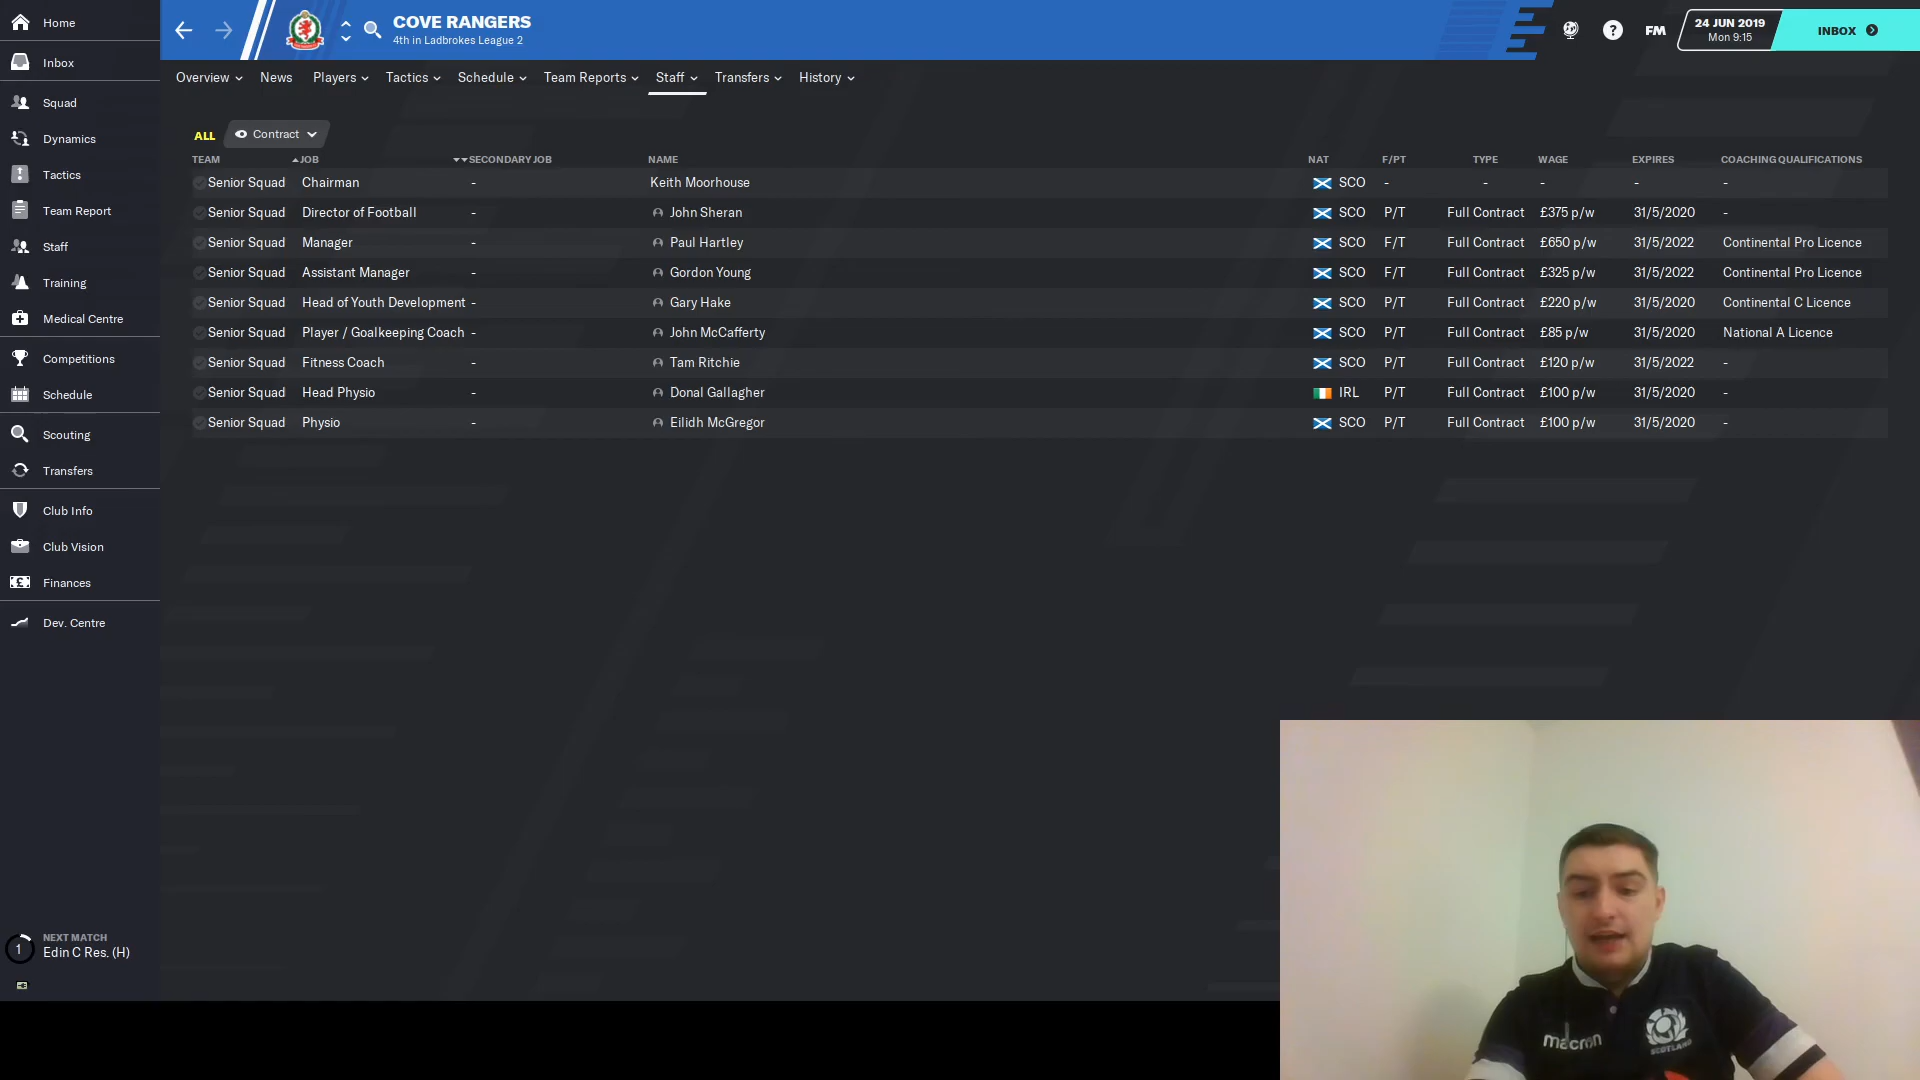 Home
Inbox
Squad
Dynamics
Tactics
Team Report
Staff
Training
Medical Centre
Competitions
Schedule
Scouting
Transfers
Club Info
Club Vision
Finances
Dev. Centre
NEXT MATCH
1 Edin C Res. (H)
COVE RANGERS
4th in Ladbrokes League 2
FM
24 JUN 2019
Mon 9:15
INBOX
Overview News Players Tactics Schedule Team Reports Staff Transfers History
ALL Contract
TEAM JOB SECONDARY JOB NAME NAT F/PT TYPE WAGE EXPIRES COACHING QUALIFICATIONS
Senior Squad Chairman - Keith Moorhouse SCO - - - - -
Senior Squad Director of Football - John Sheran SCO P/T Full Contract £375 p/w 31/5/2020 -
Senior Squad Manager - Paul Hartley SCO F/T Full Contract £650 p/w 31/5/2022 Continental Pro Licence
Senior Squad Assistant Manager - Gordon Young SCO F/T Full Contract £325 p/w 31/5/2022 Continental Pro Licence
Senior Squad Head of Youth Development - Gary Hake SCO P/T Full Contract £220 p/w 31/5/2020 Continental C Licence
Senior Squad Player / Goalkeeping Coach - John McCafferty SCO P/T Full Contract £85 p/w 31/5/2020 National A Licence
Senior Squad Fitness Coach - Tam Ritchie SCO P/T Full Contract £120 p/w 31/5/2022 -
Senior Squad Head Physio - Donal Gallagher IRL P/T Full Contract £100 p/w 31/5/2020 -
Senior Squad Physio - Eilidh McGregor SCO P/T Full Contract £100 p/w 31/5/2020 -
macron
SCOTLAND